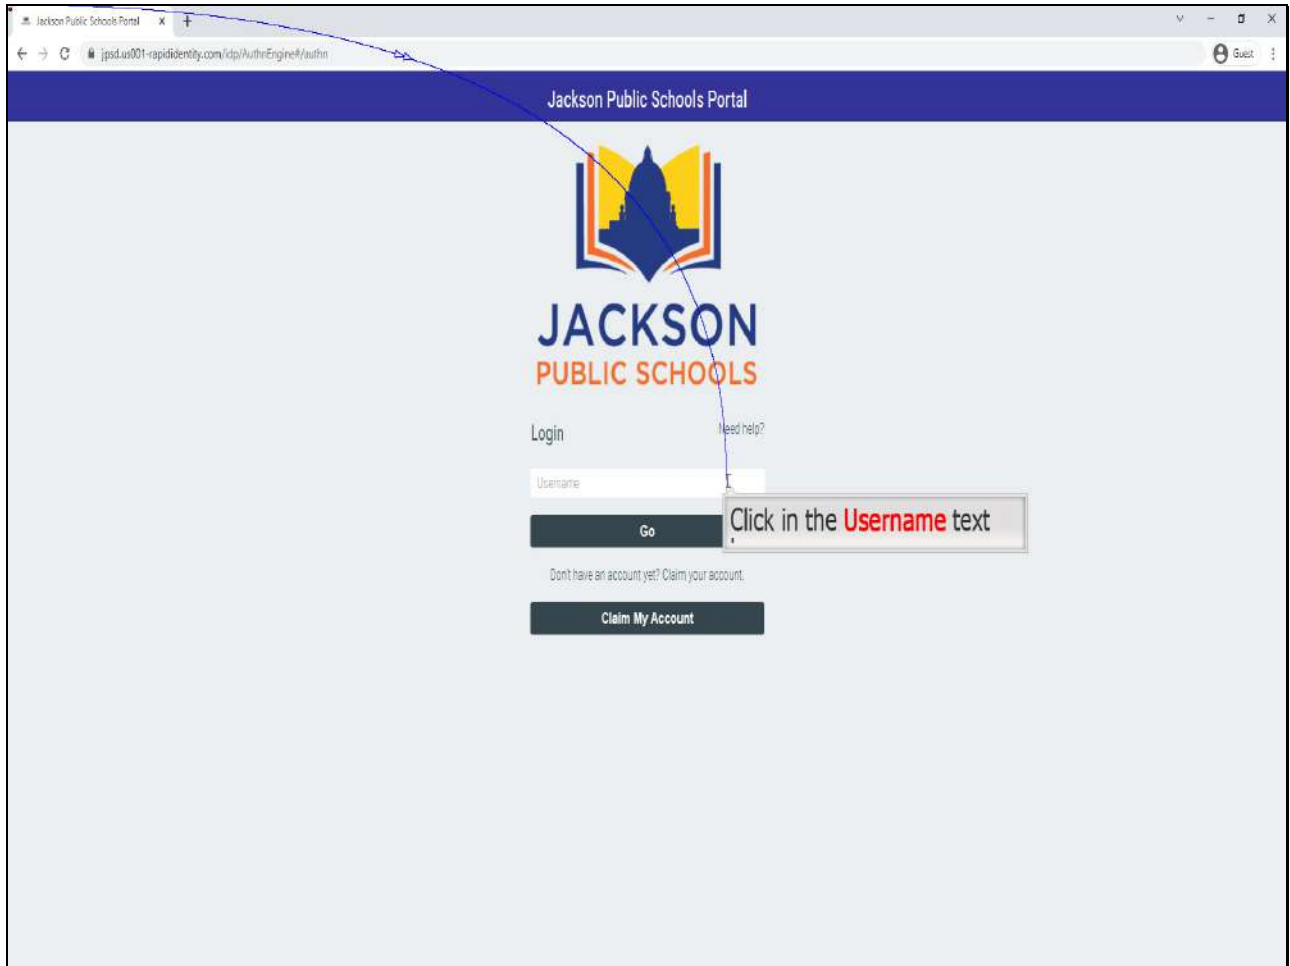 Jackson Public Schools Portal
jpsd.us001-rapididentity.com/idp/AuthnEngine#/authn
Guest
Jackson Public Schools Portal
JACKSON
PUBLIC SCHOOLS
Login
Need help?
Username
Go
Click in the Username text
Don't have an account yet? Claim your account.
Claim My Account